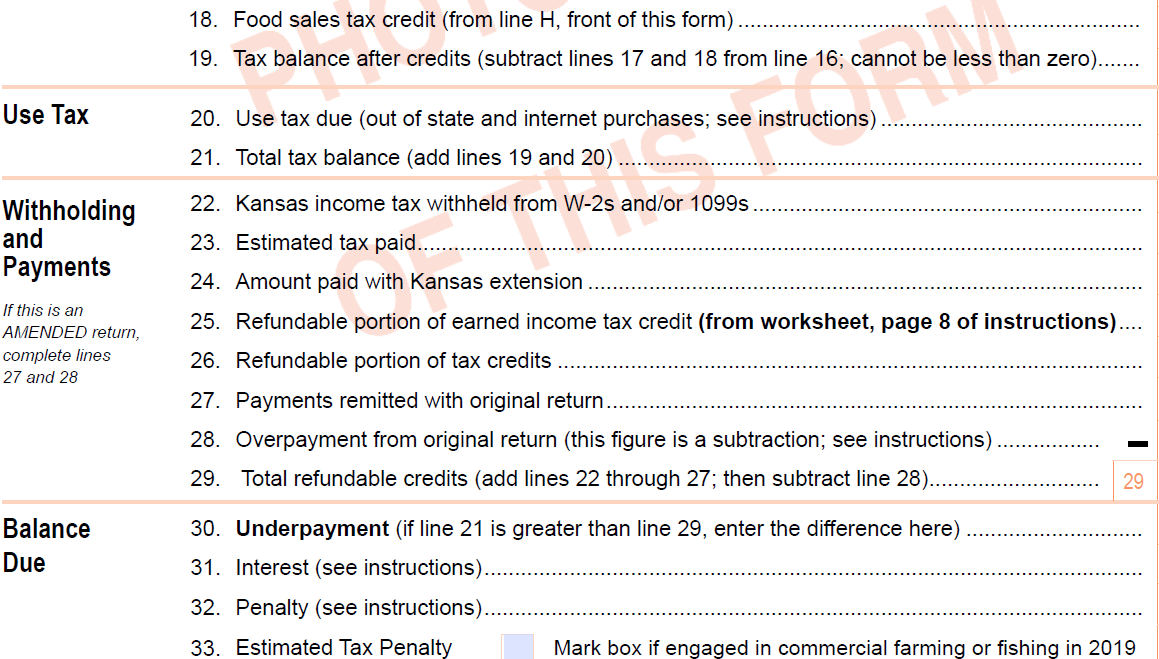 18. Food sales tax credit (from line H, front of this form)
19. Tax balance after credits (subtract lines 17 and 18 from line 16; cannot be less than zero).......
Use Tax
20. Use tax due (out of state and internet purchases; see instructions)
21. Total tax balance (add lines 19 and 20)
Withholding
and
Payments
If this is an
AMENDED return,
complete lines
27 and 28
22. Kansas income tax withheld from W-2s and/or 1099s
23. Estimated tax paid
24. Amount paid with Kansas extension
25. Refundable portion of earned income tax credit (from worksheet, page 8 of instructions)....
26. Refundable portion of tax credits
27. Payments remitted with original return
28. Overpayment from original return (this figure is a subtraction; see instructions)
29. Total refundable credits (add lines 22 through 27; then subtract line 28)
29
Balance
Due
30. Underpayment (if line 21 is greater than line 29, enter the difference here)
31. Interest (see instructions)
32. Penalty (see instructions)
33. Estimated Tax Penalty Mark box if engaged in commercial farming or fishing in 2019
OF THIS FORM